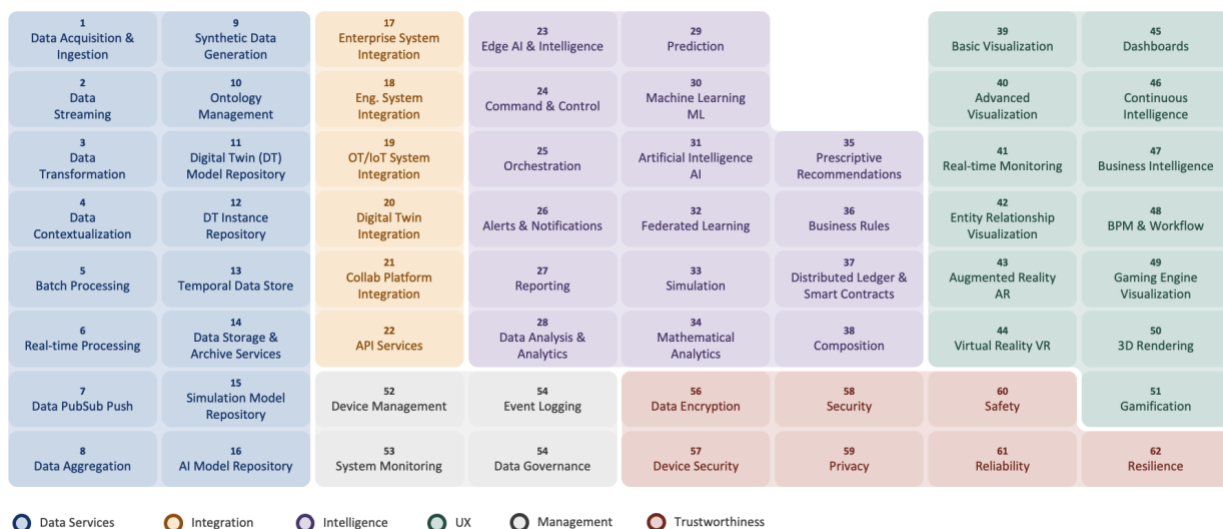 1
Data Acquisition &
Ingestion
9
Synthetic Data
Generation
17
Enterprise System
Integration
23
Edge AI & Intelligence
29
Prediction
39
Basic Visualization
45
Dashboards
2
Data
Streaming
10
Ontology
Management
18
Eng. System
Integration
24
Command & Control
30
Machine Learning
ML
40
Advanced
Visualization
46
Continuous
Intelligence
3
Data
Transformation
11
Digital Twin (DT)
Model Repository
19
OT/IoT System
Integration
25
Orchestration
31
Artificial Intelligence
AI
35
Prescriptive
Recommendations
41
Real-time Monitoring
47
Business Intelligence
4
Data
Contextualization
12
DT Instance
Repository
20
Digital Twin
Integration
26
Alerts & Notifications
32
Federated Learning
36
Business Rules
42
Entity Relationship
Visualization
48
BPM & Workflow
5
Batch Processing
13
Temporal Data Store
21
Collab Platform
Integration
27
Reporting
33
Simulation
37
Distributed Ledger &
Smart Contracts
43
Augmented Reality
AR
49
Gaming Engine
Visualization
6
Real-time Processing
14
Data Storage &
Archive Services
22
API Services
28
Data Analysis &
Analytics
34
Mathematical
Analytics
38
Composition
44
Virtual Reality VR
50
3D Rendering
7
Data PubSub Push
15
Simulation Model
Repository
52
Device Management
54
Event Logging
56
Data Encryption
58
Security
60
Safety
51
Gamification
8
Data Aggregation
16
AI Model Repository
53
System Monitoring
54
Data Governance
57
Device Security
59
Privacy
61
Reliability
62
Resilience
Data Services
Integration
Intelligence
UX
Management
Trustworthiness